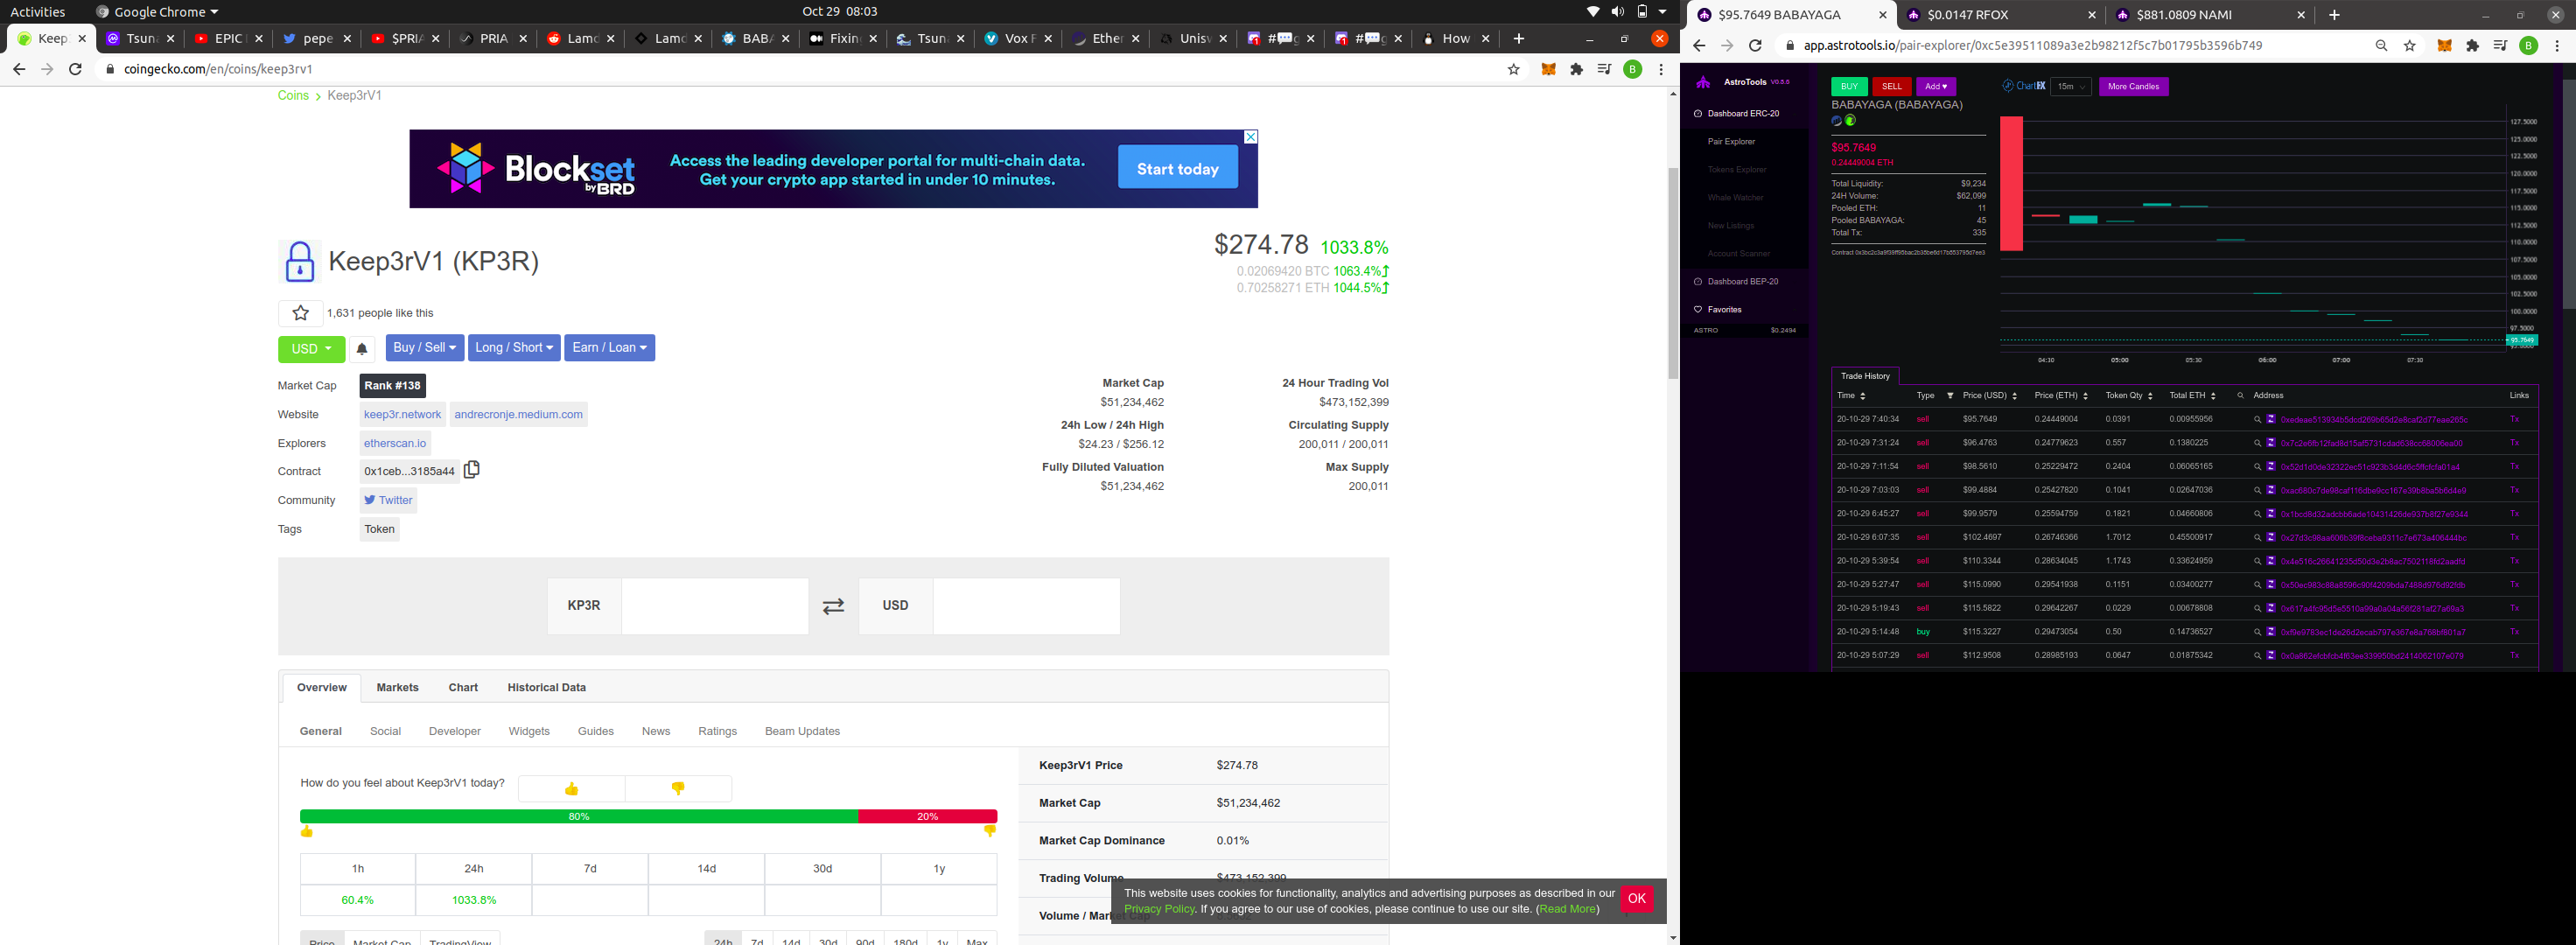 Activities Google Chrome Oct 29 08:03
Keep Tsun EPIC pepe $PRIA PRIA Lamd Lamd BAB Fixing Tsun Vox F Ether Unisw How
coingecko.com/en/coins/keep3rv1
Coins > Keep3rV1
Blockset by BRD
Access the leading developer portal for multi-chain data.
Get your crypto app started in under 10 minutes.
Start today
Keep3rV1 (KP3R)
$274.78 1033.8%
0.02069420 BTC 1063.4%
0.70258271 ETH 1044.5%
1,631 people like this
USD Buy / Sell Long / Short Earn / Loan
Market Cap Rank #138
Website keep3r.network andrecronje.medium.com
Explorers etherscan.io
Contract 0x1ceb...3185a44
Community Twitter
Tags Token
Market Cap 24 Hour Trading Vol
$51,234,462 $473,152,399
24h Low / 24h High Circulating Supply
$24.23 / $256.12 200,011 / 200,011
Fully Diluted Valuation Max Supply
$51,234,462 200,011
KP3R USD
Overview Markets Chart Historical Data
General Social Developer Widgets Guides News Ratings Beam Updates
How do you feel about Keep3rV1 today?
80% 20%
1h 24h 7d 14d 30d 1y
60.4% 1033.8%
Price Market Cap TradingView 24h 7d 14d 30d 90d 180d 1y Max
Keep3rV1 Price $274.78
Market Cap $51,234,462
Market Cap Dominance 0.01%
Trading Volume $473,152,399
Volume / Market Cap
This website uses cookies for functionality, analytics and advertising purposes as described in our
Privacy Policy. If you agree to our use of cookies, please continue to use our site. (Read More)
OK
$95.7649 BABAYAGA $0.0147 RFOX $881.0809 NAMI
app.astrotools.io/pair-explorer/0xc5e39511089a3e2b98212f5c7b01795b3596b749
AstroTools V0.5.5
Dashboard ERC-20
Pair Explorer
Tokens Explorer
Whale Watcher
New Listings
Account Scanner
Dashboard BEP-20
Favorites
ASTRO $0.2494
BUY SELL Add ♥
BABAYAGA (BABAYAGA)
$95.7649
0.24449004 ETH
Total Liquidity: $9,234
24H Volume: $62,099
Pooled ETH: 11
Pooled BABAYAGA: 45
Total Tx: 335
ChartEX 15m More Candles
127.5000
125.0000
122.5000
120.0000
117.5000
115.0000
112.5000
110.0000
107.5000
105.0000
102.5000
100.0000
97.5000
95.7649
04:30 05:00 05:30 06:00 07:00 07:30
Trade History
Time Type Price (USD) Price (ETH) Token Qty Total ETH Address Links
20-10-29 7:40:34 sell $95.7649 0.24449004 0.0391 0.00955956 Tx
20-10-29 7:31:24 sell $96.4763 0.24779623 0.557 0.1380225 Tx
20-10-29 7:11:54 sell $98.5610 0.25229472 0.2404 0.06065165 Tx
20-10-29 7:03:03 sell $99.4884 0.25427820 0.1041 0.02647036 Tx
20-10-29 6:45:27 sell $99.9579 0.25594759 0.1821 0.04660806 Tx
20-10-29 6:07:35 sell $102.4697 0.26746366 1.7012 0.45500917 Tx
20-10-29 5:39:54 sell $110.3344 0.28634045 1.1743 0.33624959 Tx
20-10-29 5:27:47 sell $115.0990 0.29541938 0.1151 0.03400277 Tx
20-10-29 5:19:43 sell $115.5822 0.29642267 0.0229 0.00678808 Tx
20-10-29 5:14:48 buy $115.3227 0.29473054 0.50 0.14736527 Tx
20-10-29 5:07:29 sell $112.9508 0.28985193 0.0647 0.01875342 Tx